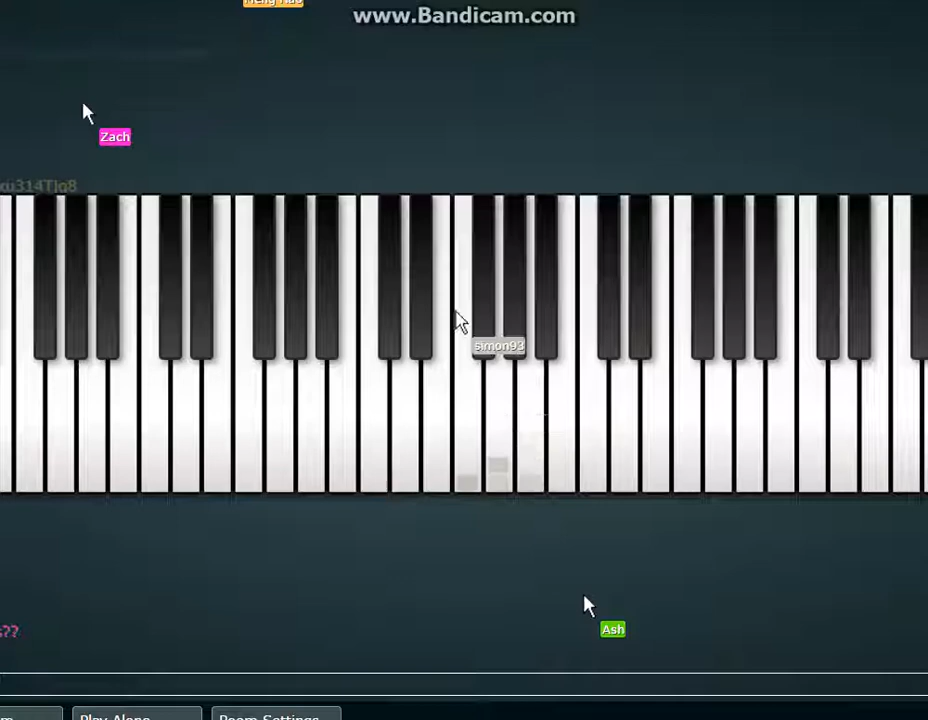 www.Bandicam.com
Zach
simon93
Ash
s??
Play Alone
Room Settings